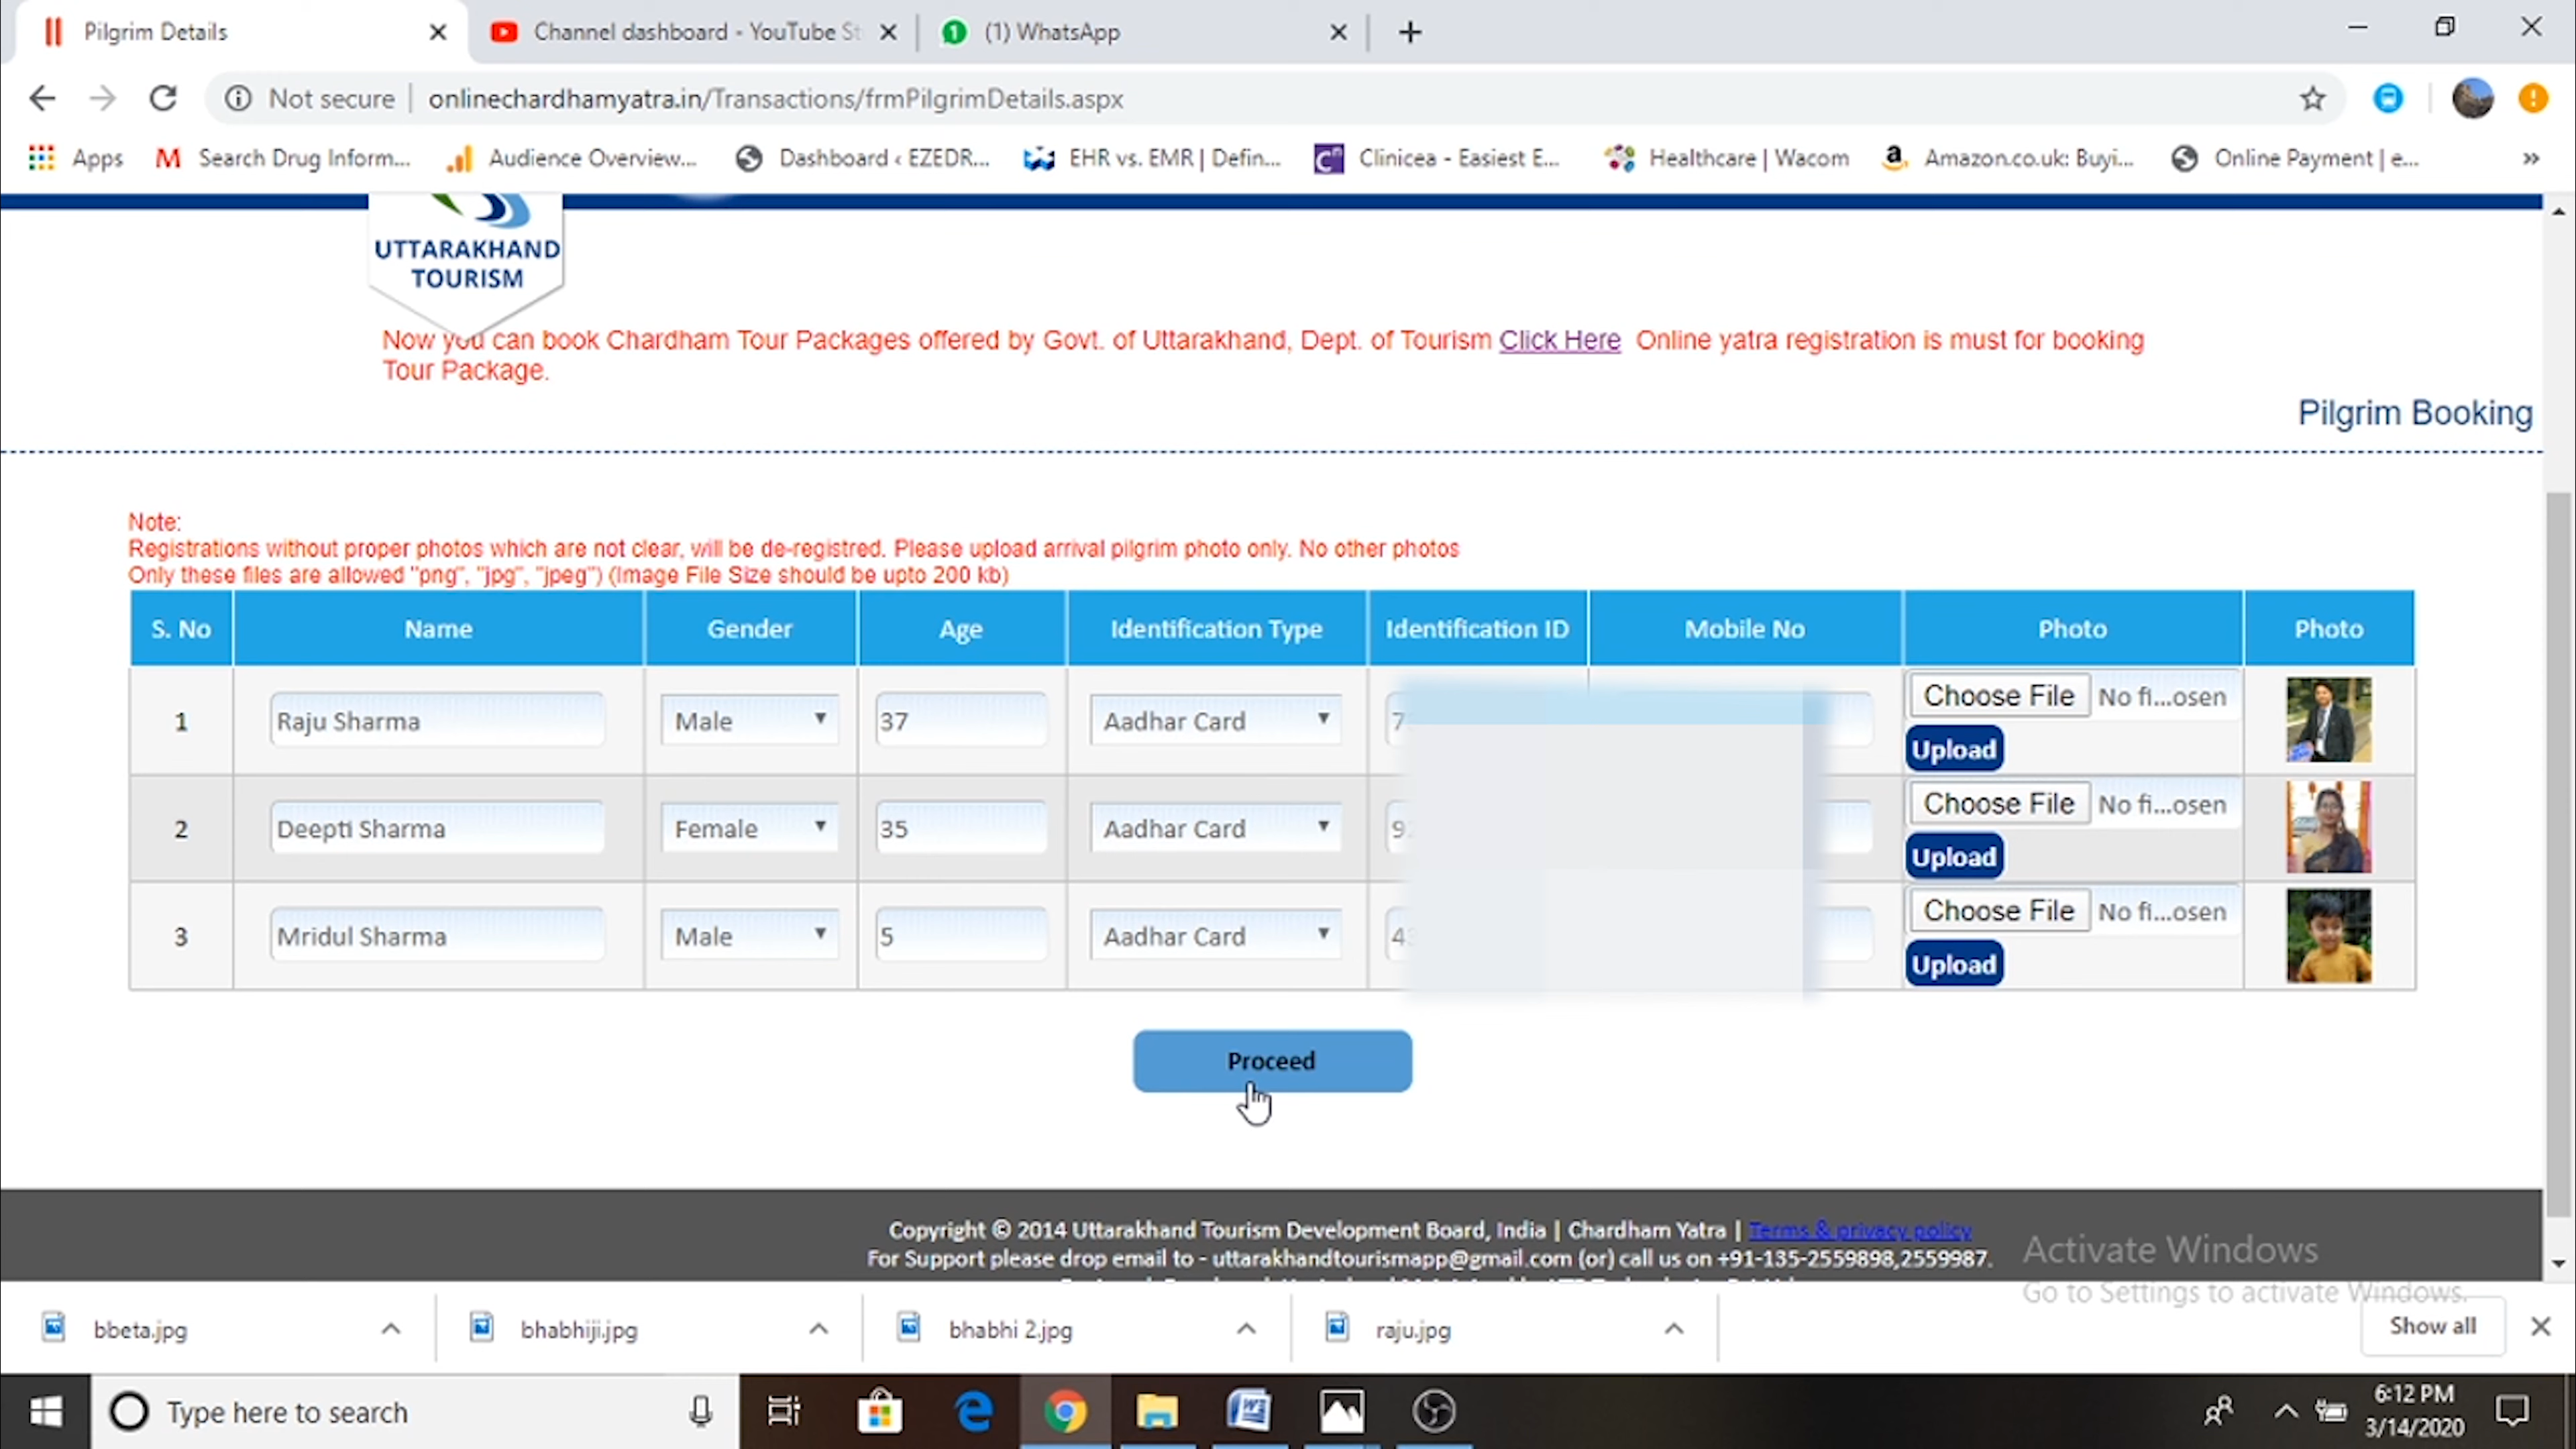 Pilgrim Details
Channel dashboard - YouTube St
(1) WhatsApp
Not secure
onlinechardhamyatra.in/Transactions/frmPilgrimDetails.aspx
Apps
Search Drug Inform...
Audience Overview...
Dashboard ‹ EZEDR...
EHR vs. EMR | Defin...
Clinicea - Easiest E...
Healthcare | Wacom
Amazon.co.uk: Buyi...
Online Payment | e...
»
UTTARAKHAND
TOURISM
Now you can book Chardham Tour Packages offered by Govt. of Uttarakhand, Dept. of Tourism Click Here Online yatra registration is must for booking
Tour Package.
Pilgrim Booking
Note:
Registrations without proper photos which are not clear, will be de-registred. Please upload arrival pilgrim photo only. No other photos
Only these files are allowed "png", "jpg", "jpeg") (Image File Size should be upto 200 kb)
S. No Name Gender Age Identification Type Identification ID Mobile No Photo Photo
1 Raju Sharma Male 37 Aadhar Card 7 Choose File No fi...osen
Upload
2 Deepti Sharma Female 35 Aadhar Card 9 Choose File No fi...osen
Upload
3 Mridul Sharma Male 5 Aadhar Card 4 Choose File No fi...osen
Upload
Proceed
Copyright © 2014 Uttarakhand Tourism Development Board, India | Chardham Yatra | Terms & privacy policy
For Support please drop email to - uttarakhandtourismapp@gmail.com (or) call us on +91-135-2559898,2559987.
Activate Windows
Go to Settings to activate Windows.
bbeta.jpg
bhabhiji.jpg
bhabhi 2.jpg
raju.jpg
Show all
Type here to search
6:12 PM
3/14/2020